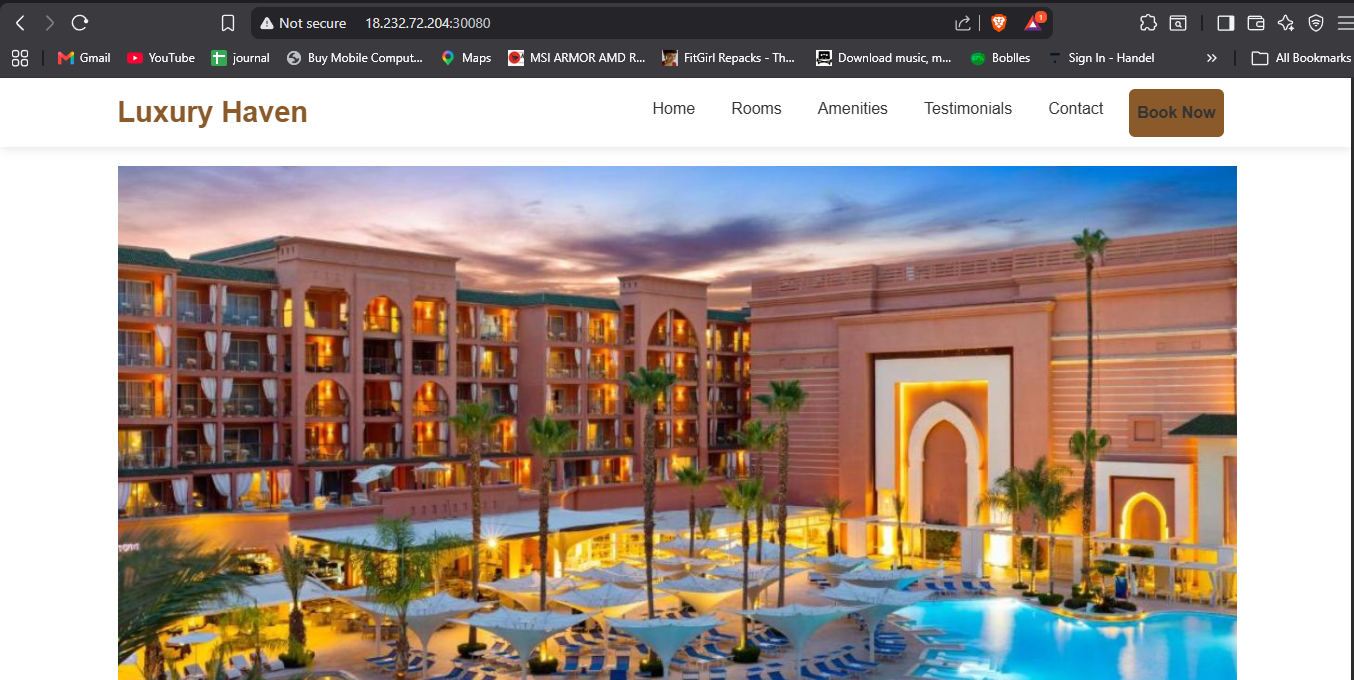 Not secure 18.232.72.204:30080
1
Gmail YouTube journal Buy Mobile Comput... Maps MSI ARMOR AMD R... FitGirl Repacks - Th... Download music, m... Boblles Sign In - Handel » All Bookmarks
Luxury Haven Home Rooms Amenities Testimonials Contact Book Now